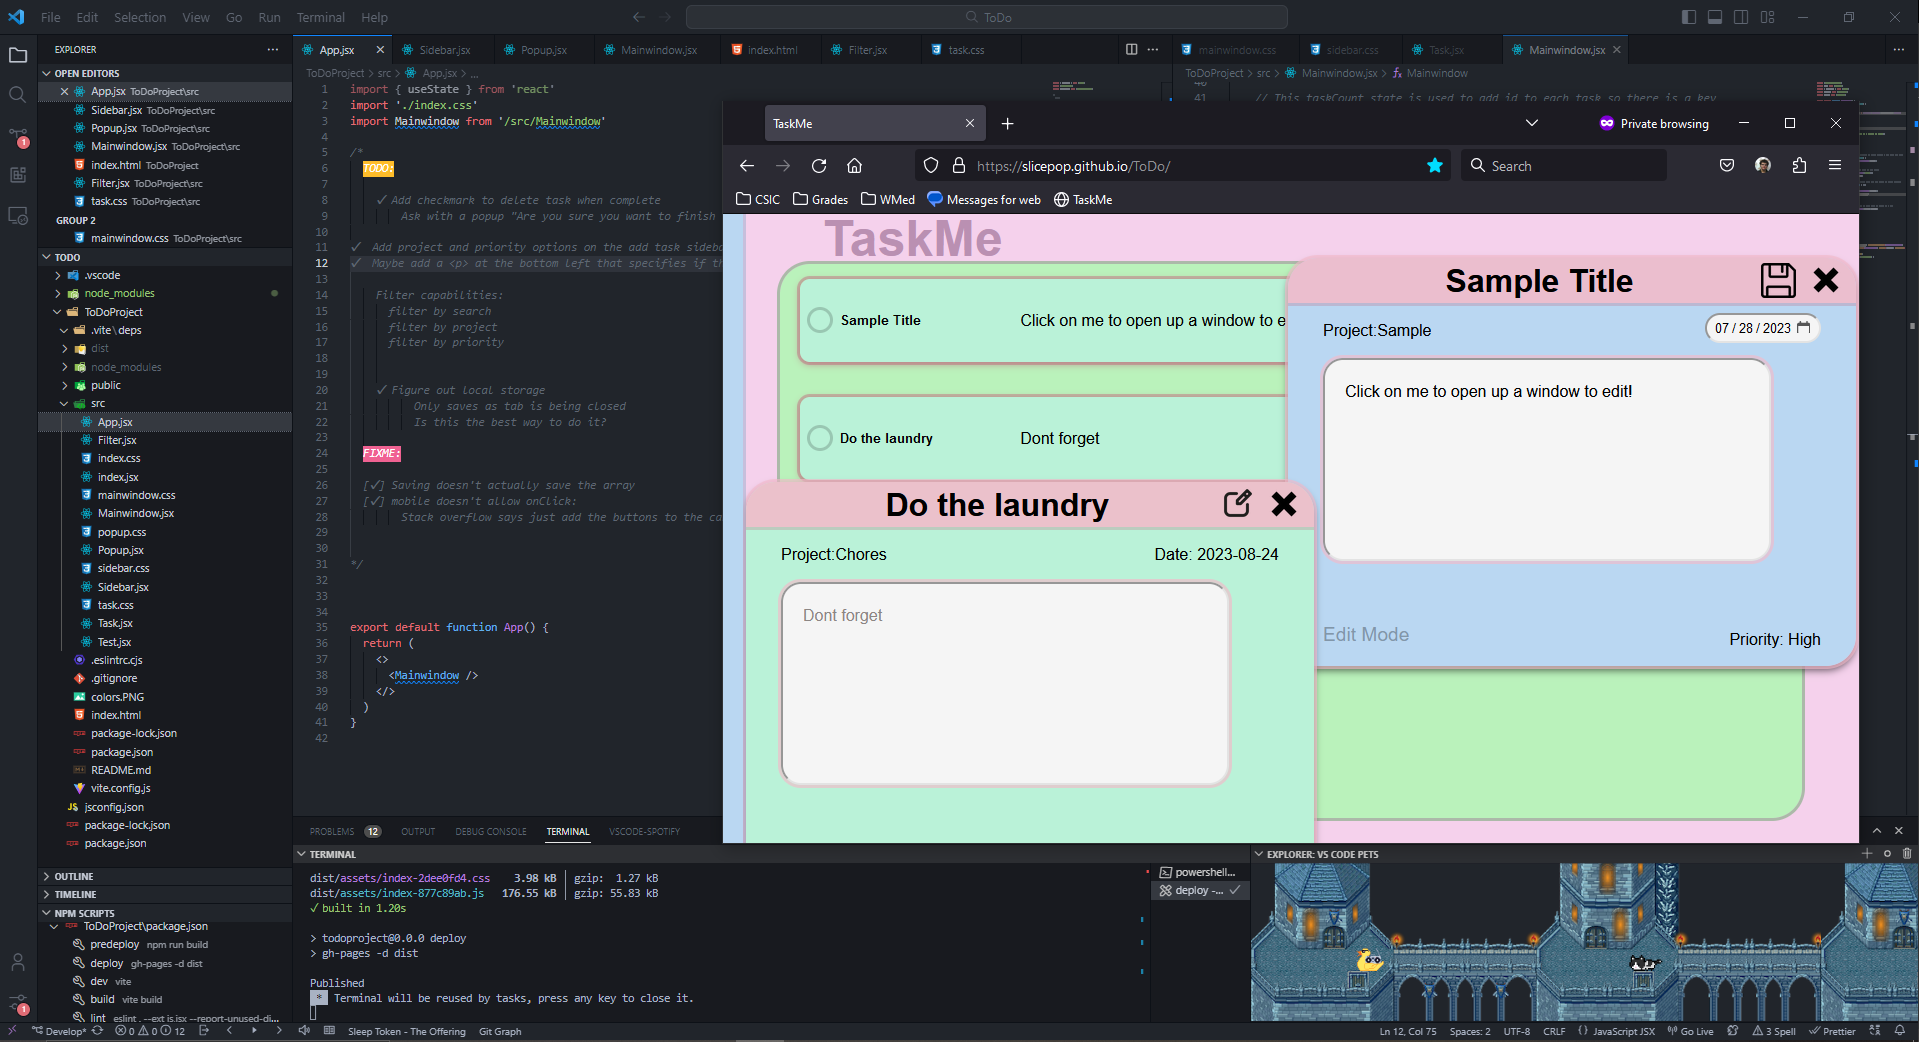 File Edit Selection View Go Run Terminal Help
ToDo
EXPLORER
OPEN EDITORS
App.jsx ToDoProject\src
Sidebar.jsx ToDoProject\src
Popup.jsx ToDoProject\src
Mainwindow.jsx ToDoProject\src
index.html ToDoProject
Filter.jsx ToDoProject\src
task.css ToDoProject\src
GROUP 2
mainwindow.css ToDoProject\src
TODO
.vscode
node_modules
ToDoProject
.vite\deps
dist
node_modules
public
src
App.jsx
Filter.jsx
index.css
index.jsx
mainwindow.css
Mainwindow.jsx
popup.css
Popup.jsx
sidebar.css
Sidebar.jsx
task.css
Task.jsx
Test.jsx
.eslintrc.cjs
.gitignore
colors.PNG
index.html
package-lock.json
package.json
README.md
vite.config.js
jsconfig.json
package-lock.json
package.json
OUTLINE
TIMELINE
NPM SCRIPTS
ToDoProject\package.json
predeploy npm run build
deploy gh-pages -d dist
dev vite
build vite build
lint eslint . --ext js,jsx --report-unused-di...
App.jsx Sidebar.jsx Popup.jsx Mainwindow.jsx index.html Filter.jsx task.css
ToDoProject > src > App.jsx > ...
1 import { useState } from 'react'
2 import './index.css'
3 import Mainwindow from '/src/Mainwindow'
4
5 /*
6 TODO:
7
8 ✓ Add checkmark to delete task when complete
9 Ask with a popup "Are you sure you want to finish
10
11 ✓ Add project and priority options on the add task sideb
12 ✓ Maybe add a <p> at the bottom left that specifies if th
13
14 Filter capabilities:
15 filter by search
16 filter by project
17 filter by priority
18
19
20 ✓ Figure out local storage
21 Only saves as tab is being closed
22 Is this the best way to do it?
23
24 FIXME:
25
26 [✓] Saving doesn't actually save the array
27 [✓] mobile doesn't allow onClick:
28 Stack overflow says just add the buttons to the ca
29
30
31 */
32
33
34
35 export default function App() {
36 return (
37 <>
38 <Mainwindow />
39 </>
40 )
41 }
42
mainwindow.css sidebar.css Task.jsx Mainwindow.jsx
ToDoProject > src > Mainwindow.jsx > Mainwindow
41 // This taskCount state is used to add id to each task so there is a key
TaskMe
Private browsing
https://slicepop.github.io/ToDo/
Search
CSIC Grades WMed Messages for web TaskMe
TaskMe
Sample Title Click on me to open up a window to e
Do the laundry Dont forget
Sample Title
Project:Sample 07 / 28 / 2023
Click on me to open up a window to edit!
Edit Mode Priority: High
Do the laundry
Project:Chores Date: 2023-08-24
Dont forget
PROBLEMS 12 OUTPUT DEBUG CONSOLE TERMINAL VSCODE-SPOTIFY
TERMINAL
dist/assets/index-2dee0fd4.css 3.98 kB │ gzip: 1.27 kB
dist/assets/index-877c89ab.js 176.55 kB │ gzip: 55.83 kB
✓ built in 1.20s
> todoproject@0.0.0 deploy
> gh-pages -d dist
Published
* Terminal will be reused by tasks, press any key to close it.
powershell...
deploy -...
EXPLORER: VS CODE PETS
1
1
Develop* 0 0 12 Sleep Token - The Offering Git Graph
Ln 12, Col 75 Spaces: 2 UTF-8 CRLF {} JavaScript JSX Go Live 3 Spell Prettier